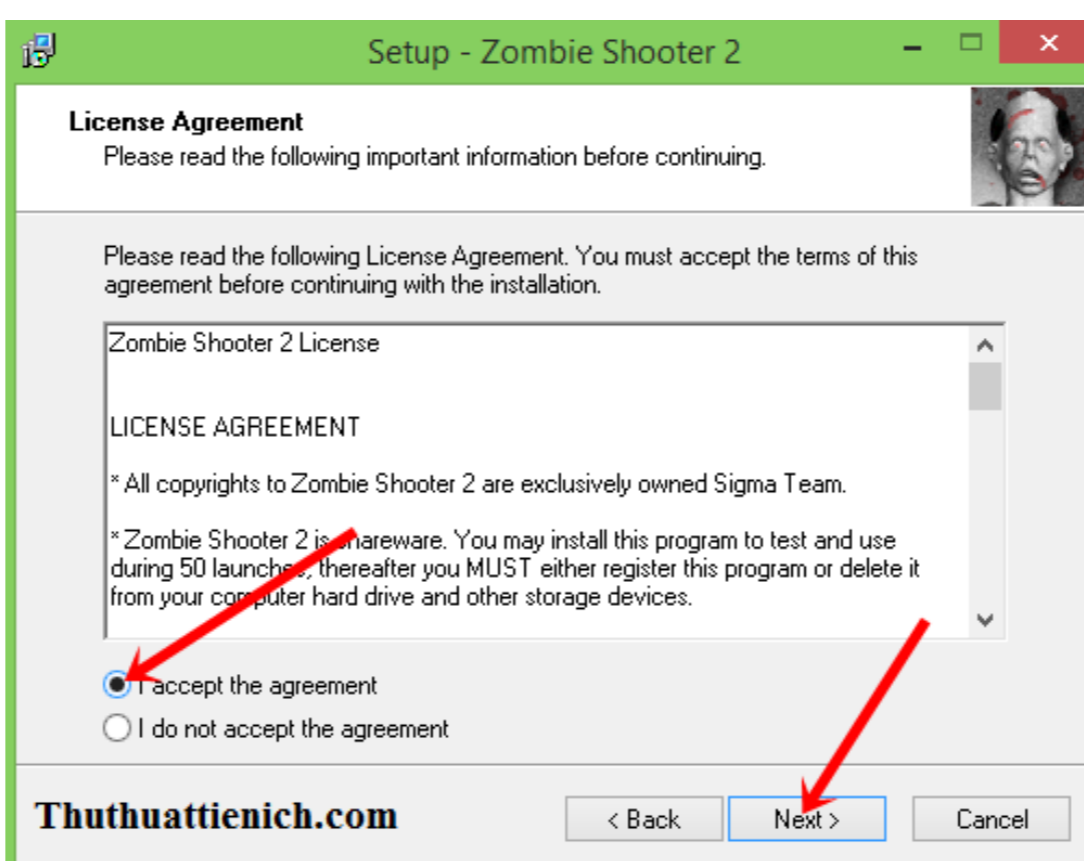 Setup - Zombie Shooter 2
License Agreement
Please read the following important information before continuing.
Please read the following License Agreement. You must accept the terms of this
agreement before continuing with the installation.
Zombie Shooter 2 License
LICENSE AGREEMENT
* All copyrights to Zombie Shooter 2 are exclusively owned Sigma Team.
* Zombie Shooter 2 is shareware. You may install this program to test and use
during 50 launches, thereafter you MUST either register this program or delete it
from your computer hard drive and other storage devices.
I accept the agreement
I do not accept the agreement
Thuthuattienich.com
< Back
Next >
Cancel